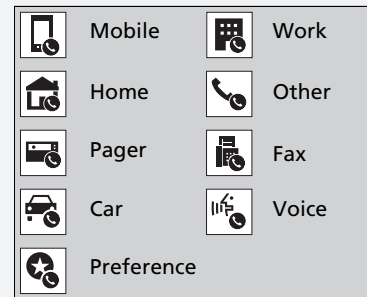 Mobile Work
Home Other
Pager Fax
Car Voice
Preference